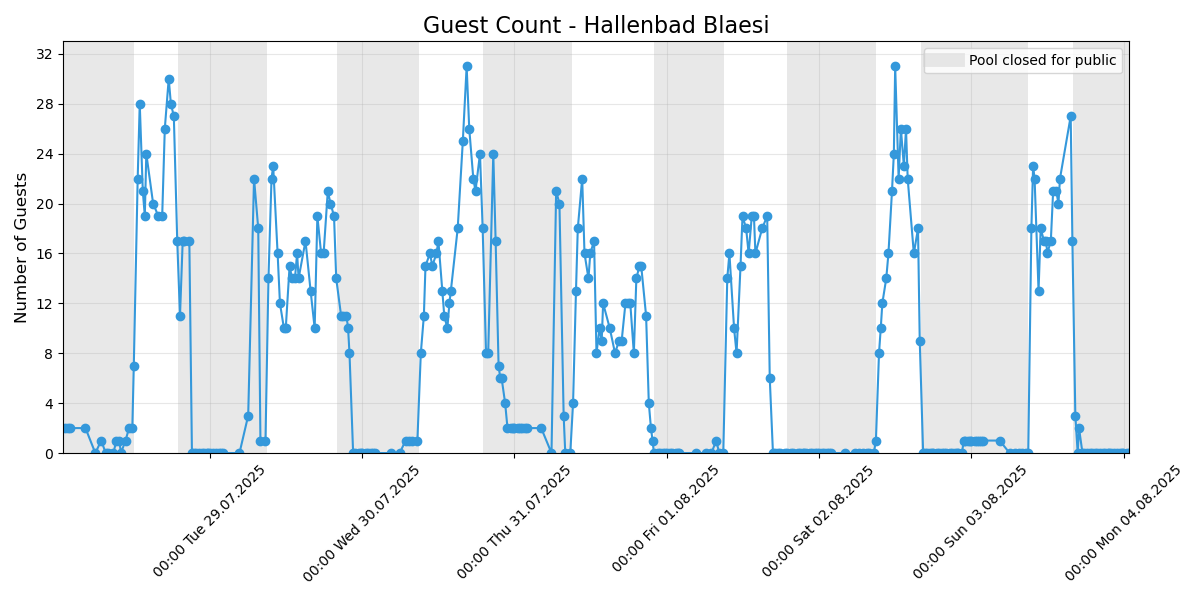 Guest Count - Hallenbad Blaesi
Pool closed for public
Number of Guests
32
28
24
20
16
12
8
4
0
00:00 Tue 29.07.2025
00:00 Wed 30.07.2025
00:00 Thu 31.07.2025
00:00 Fri 01.08.2025
00:00 Sat 02.08.2025
00:00 Sun 03.08.2025
00:00 Mon 04.08.2025